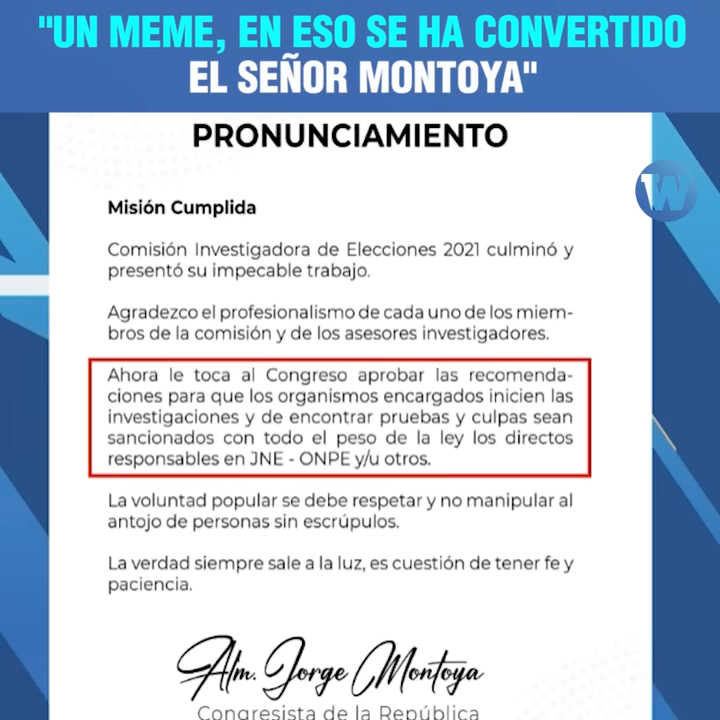 "UN MEME, EN ESO SE HA CONVERTIDO
EL SEÑOR MONTOYA"
PRONUNCIAMIENTO
W
Misión Cumplida
Comisión Investigadora de Elecciones 2021 culminó y
presentó su impecable trabajo.
Agradezco el profesionalismo de cada uno de los miem-
bros de la comisión y de los asesores investigadores.
Ahora le toca al Congreso aprobar las recomenda-
ciones para que los organismos encargados inicien las
investigaciones y de encontrar pruebas y culpas sean
sancionados con todo el peso de la ley los directos
responsables en JNE - ONPE y/u otros.
La voluntad popular se debe respetar y no manipular al
antojo de personas sin escrúpulos.
La verdad siempre sale a la luz, es cuestión de tener fe y
paciencia.
Alm. Jorge Montoya
Congresista de la República